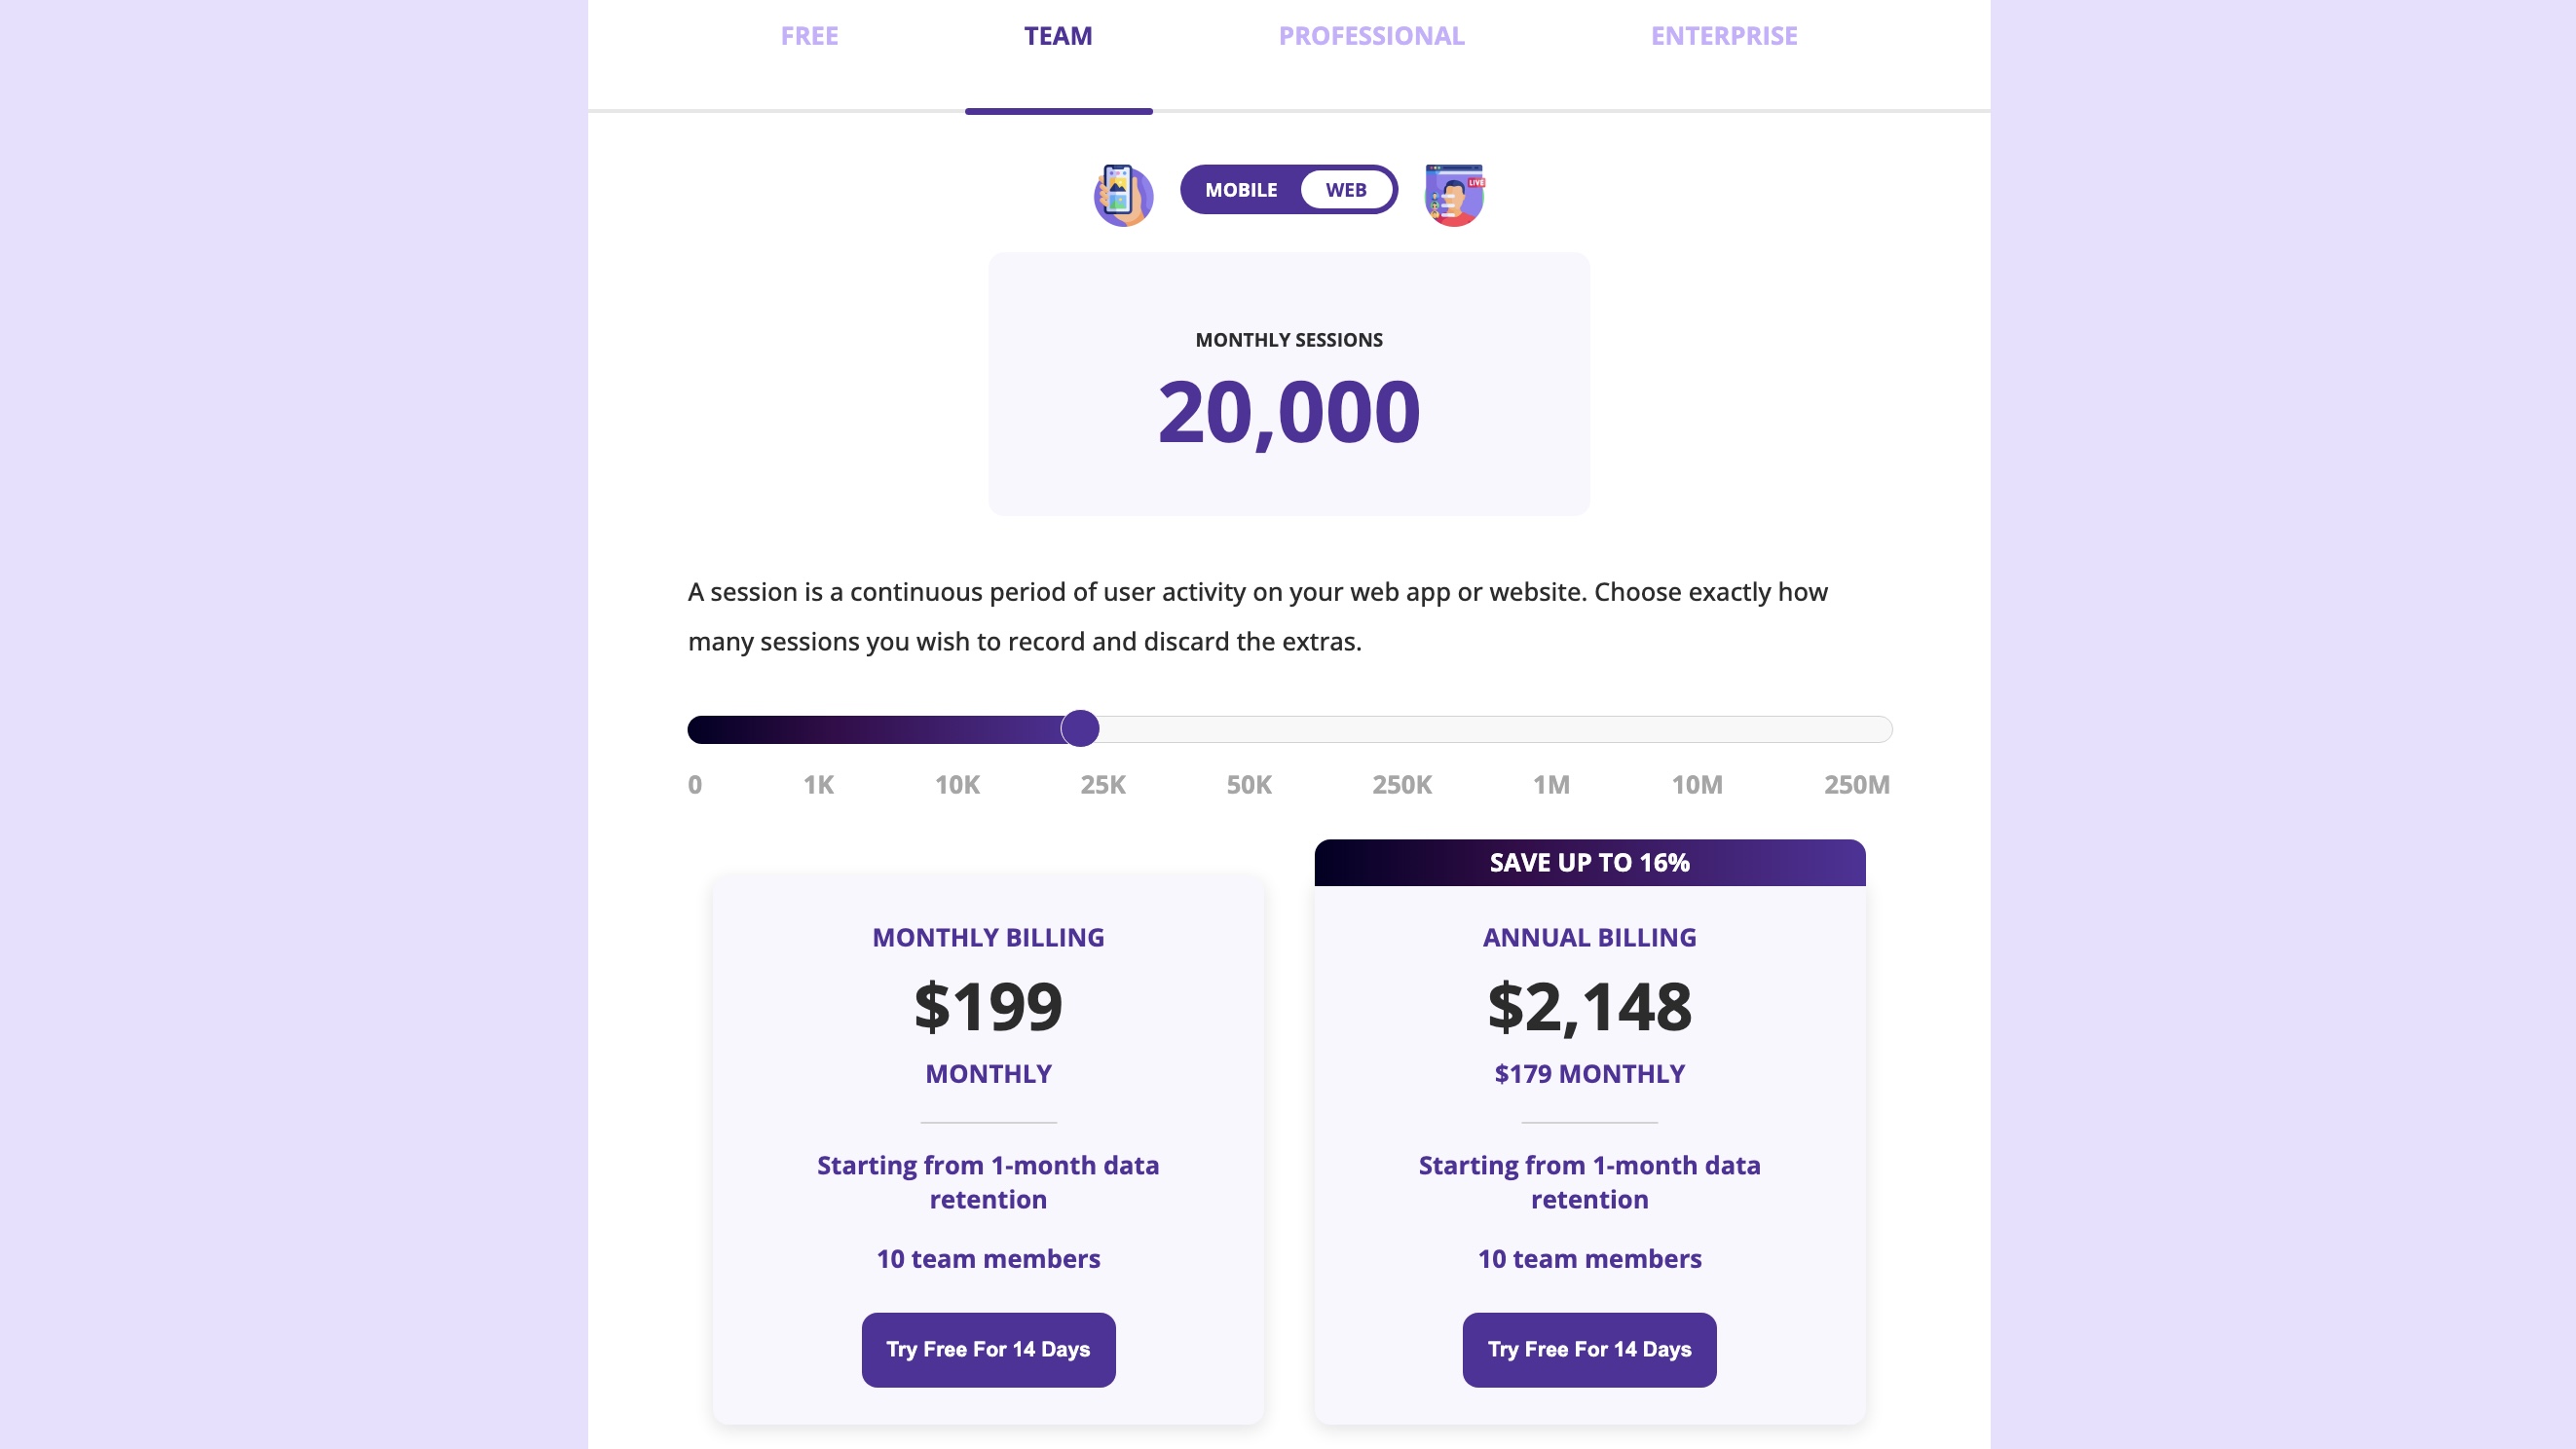 FREE TEAM PROFESSIONAL ENTERPRISE
MOBILE WEB LIVE
MONTHLY SESSIONS
20,000
A session is a continuous period of user activity on your web app or website. Choose exactly how
many sessions you wish to record and discard the extras.
0 1K 10K 25K 50K 250K 1M 10M 250M
MONTHLY BILLING
$199
MONTHLY
Starting from 1-month data
retention
10 team members
Try Free For 14 Days
SAVE UP TO 16%
ANNUAL BILLING
$2,148
$179 MONTHLY
Starting from 1-month data
retention
10 team members
Try Free For 14 Days